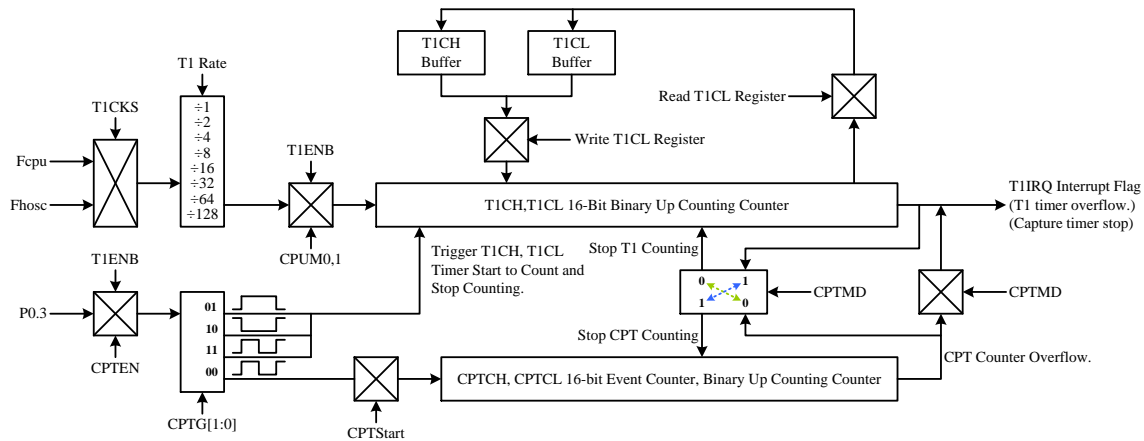 T1CH
Buffer
T1CL
Buffer
T1 Rate
Read T1CL Register
T1CKS
÷1
÷2
÷4
÷8
÷16
÷32
÷64
÷128
Write T1CL Register
T1ENB
Fcpu
Fhosc
T1CH,T1CL 16-Bit Binary Up Counting Counter
T1IRQ Interrupt Flag
(T1 timer overflow.)
(Capture timer stop)
CPUM0,1
T1ENB
Trigger T1CH, T1CL
Timer Start to Count and
Stop Counting.
Stop T1 Counting
0 1
1 0
CPTMD
CPTMD
P0.3
01
10
11
00
CPTEN
Stop CPT Counting
CPT Counter Overflow.
CPTCH, CPTCL 16-bit Event Counter, Binary Up Counting Counter
CPTG[1:0]
CPTStart